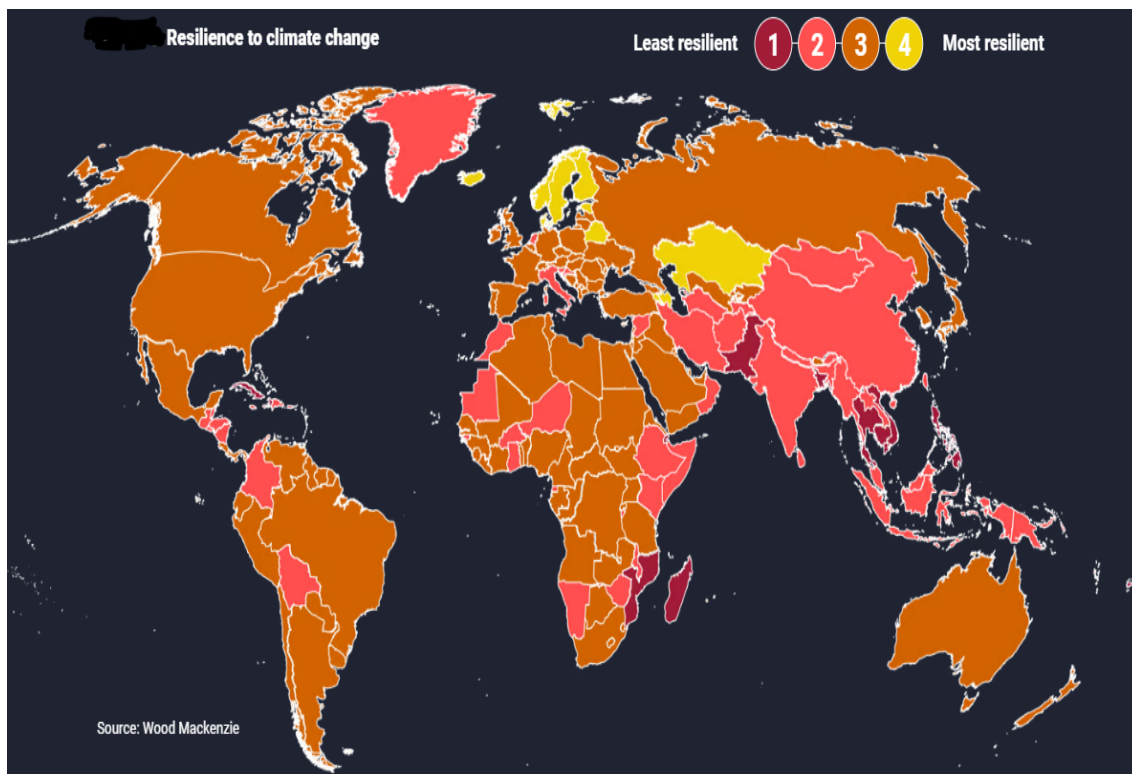 Resilience to climate change
Least resilient 1 2 3 4 Most resilient
Source: Wood Mackenzie